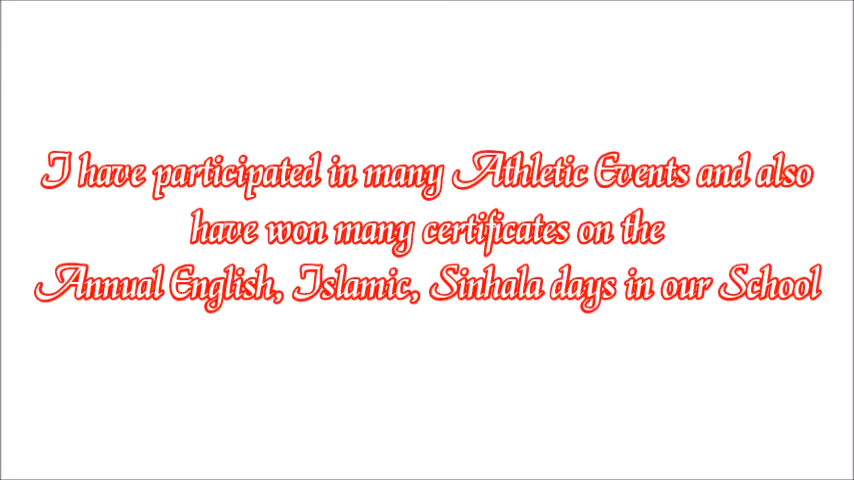 I have participated in many Athletic Events and also
have won many certificates on the
Annual English, Islamic, Sinhala days in our School